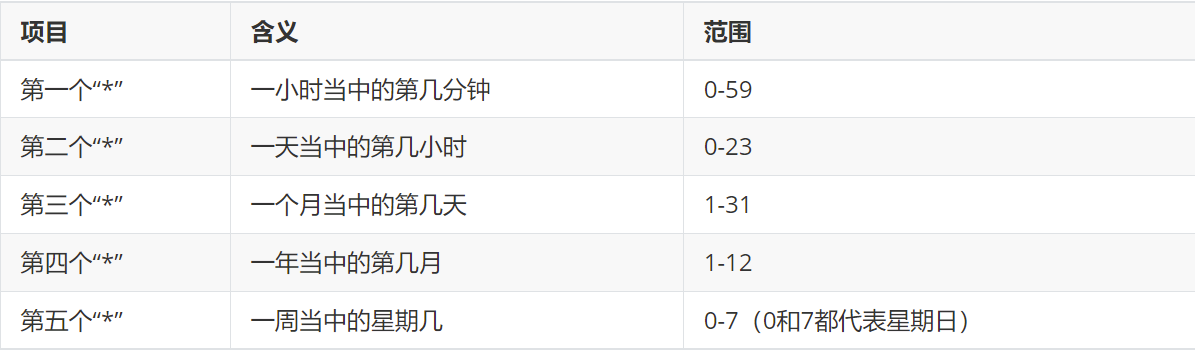 项目 含义 范围
第一个“*” 一小时当中的第几分钟 0-59
第二个“*” 一天当中的第几小时 0-23
第三个“*” 一个月当中的第几天 1-31
第四个“*” 一年当中的第几月 1-12
第五个“*” 一周当中的星期几 0-7（0和7都代表星期日）